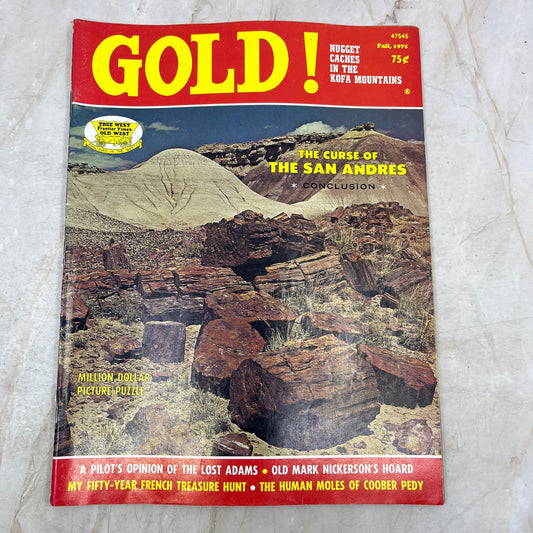 47545
Fall, 1975
75¢
GOLD!
NUGGET
CACHES
IN THE
KOFA MOUNTAINS
®
TRUE WEST
Frontier Times
OLD WEST
THE CURSE OF
THE SAN ANDRES
* CONCLUSION *
MILLION DOLLAR
PICTURE PUZZLE
A PILOT'S OPINION OF THE LOST ADAMS • OLD MARK NICKERSON'S HOARD
MY FIFTY-YEAR FRENCH TREASURE HUNT • THE HUMAN MOLES OF COOBER PEDY